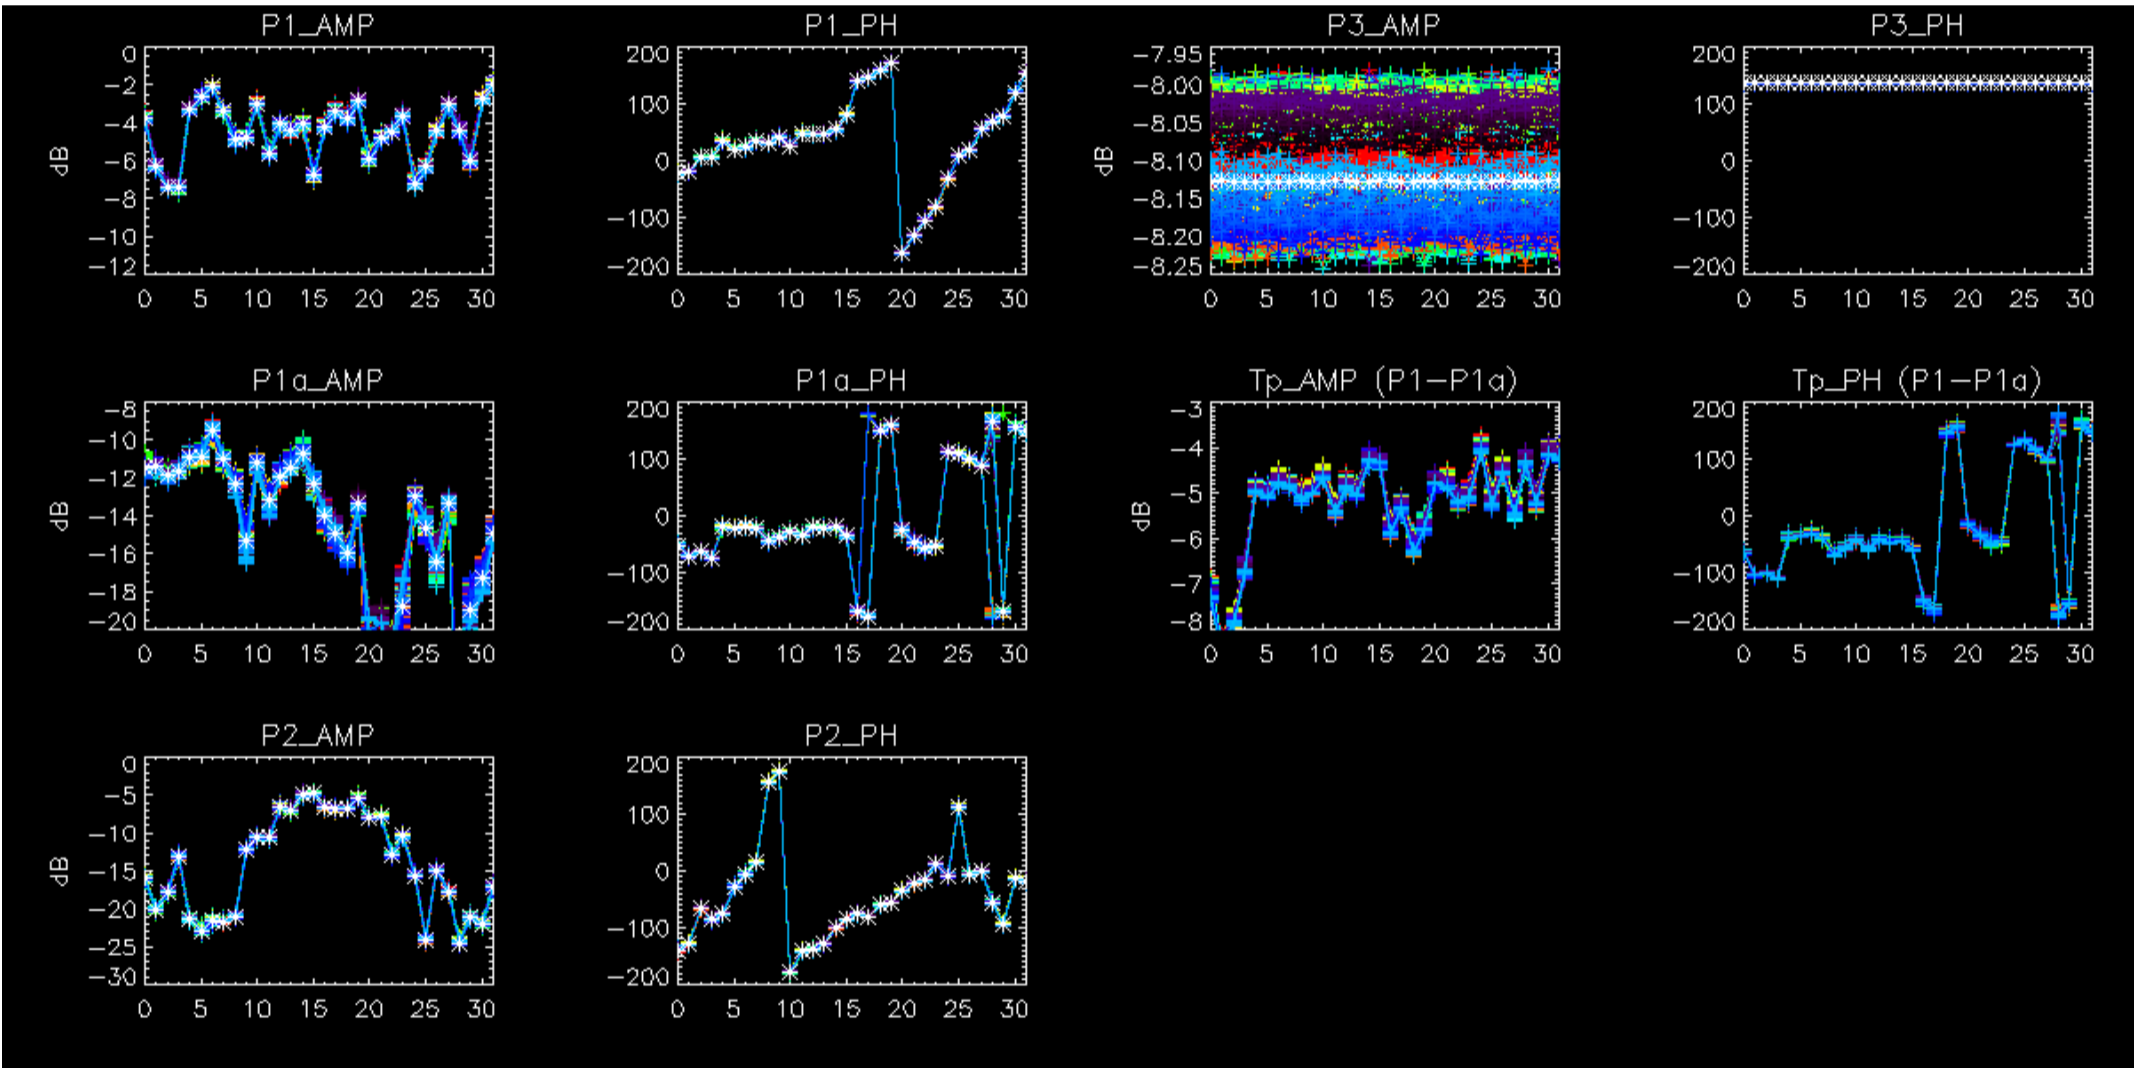 P1_AMP
P1_PH
P3_AMP
P3_PH
dB
0
−2
−4
−6
−8
−10
−12
0 5 10 15 20 25 30
200
100
0
−100
−200
0 5 10 15 20 25 30
dB
−7.95
−8.00
−8.05
−8.10
−8.15
−8.20
−8.25
0 5 10 15 20 25 30
200
100
0
−100
−200
0 5 10 15 20 25 30
P1a_AMP
P1a_PH
Tp_AMP (P1−P1a)
Tp_PH (P1−P1a)
dB
−8
−10
−12
−14
−16
−18
−20
0 5 10 15 20 25 30
200
100
0
−100
−200
0 5 10 15 20 25 30
dB
−3
−4
−5
−6
−7
−8
0 5 10 15 20 25 30
200
100
0
−100
−200
0 5 10 15 20 25 30
P2_AMP
P2_PH
dB
0
−5
−10
−15
−20
−25
−30
0 5 10 15 20 25 30
200
100
0
−100
−200
0 5 10 15 20 25 30